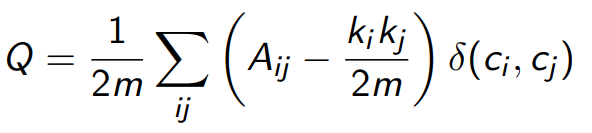 Q = \frac{1}{2m} \sum_{ij} \left( A_{ij} - \frac{k_i k_j}{2m} \right) \delta(c_i, c_j)